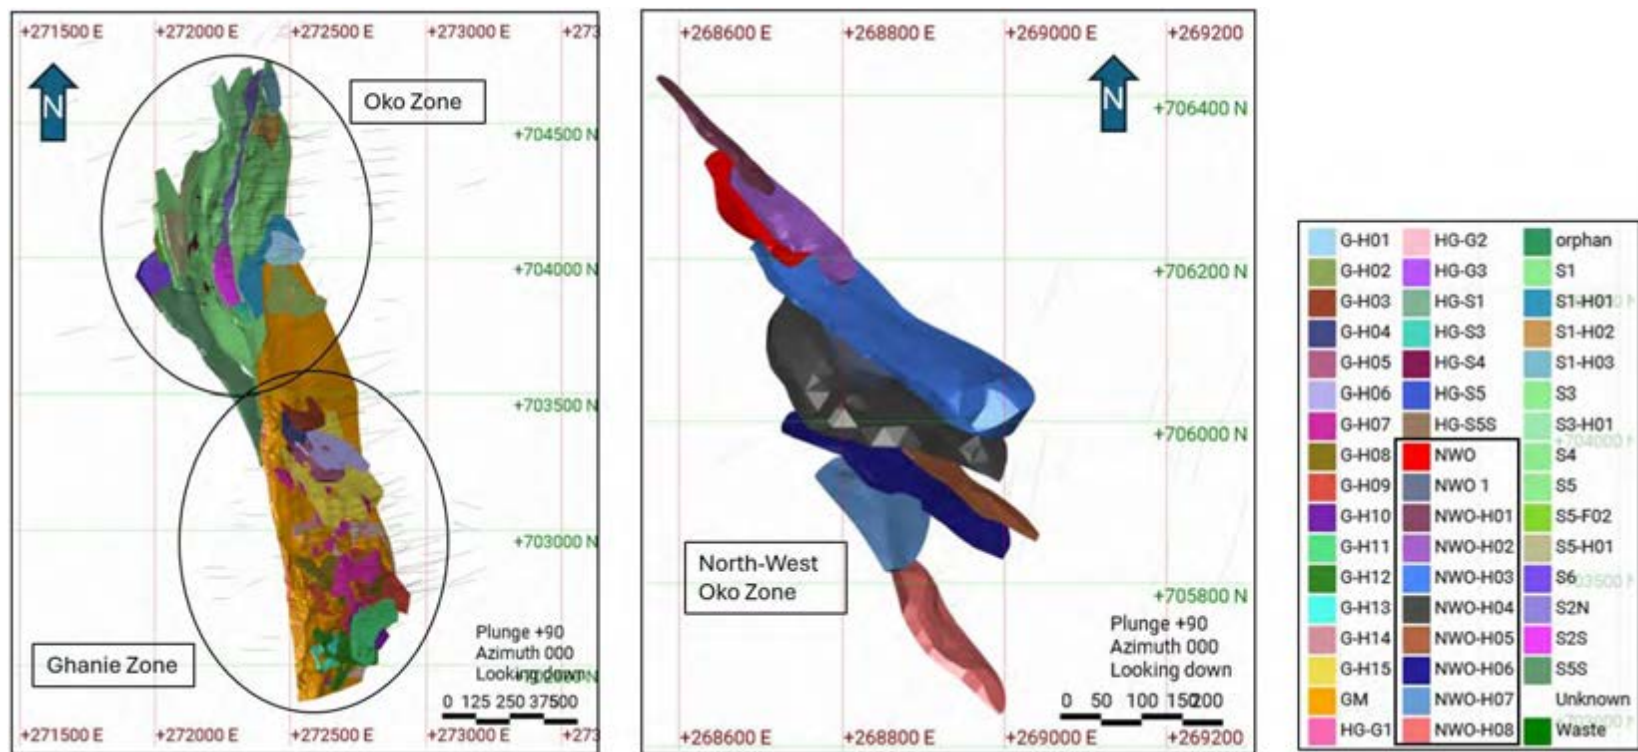 +271500 E +272000 E +272500 E +273000 E +273
N
Oko Zone
+704500 N
+704000 N
+703500 N
+703000 N
Ghanie Zone
Plunge +90
Azimuth 000
Looking down
0 125 250 375 500
+271500 E +272000 E +272500 E +273000 E +273
+268600 E +268800 E +269000 E +269200
N
+706400 N
+706200 N
+706000 N
+705800 N
North-West
Oko Zone
Plunge +90
Azimuth 000
Looking down
0 50 100 150 200
+268600 E +268800 E +269000 E +269200
G-H01 HG-G2 orphan
G-H02 HG-G3 S1
G-H03 HG-S1 S1-H01
G-H04 HG-S3 S1-H02
G-H05 HG-S4 S1-H03
G-H06 HG-S5 S3
G-H07 HG-S5S S3-H01
G-H08 NWO S4
G-H09 NWO 1 S5
G-H10 NWO-H01 S5-F02
G-H11 NWO-H02 S5-H01
G-H12 NWO-H03 S6
G-H13 NWO-H04 S2N
G-H14 NWO-H05 S2S
G-H15 NWO-H06 S5S
GM NWO-H07 Unknown
HG-G1 NWO-H08 Waste